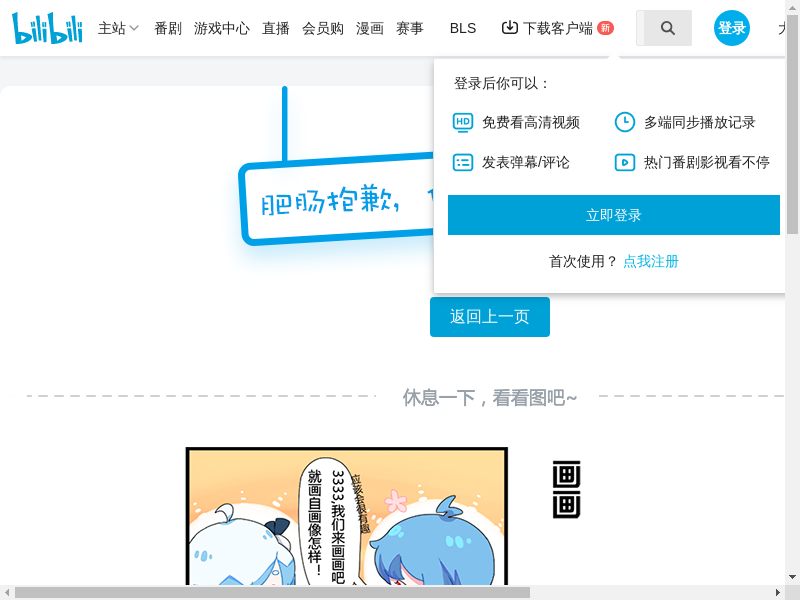 bilibili
主站 番剧 游戏中心 直播 会员购 漫画 赛事 BLS 下载客户端 新 登录
登录后你可以：
HD 免费看高清视频 多端同步播放记录
发表弹幕/评论 热门番剧影视看不停
立即登录
首次使用？ 点我注册
肥肠抱歉，
返回上一页
休息一下，看看图吧~
3333,我们来画画吧
就画自画像怎样！
应该会很有趣
画画